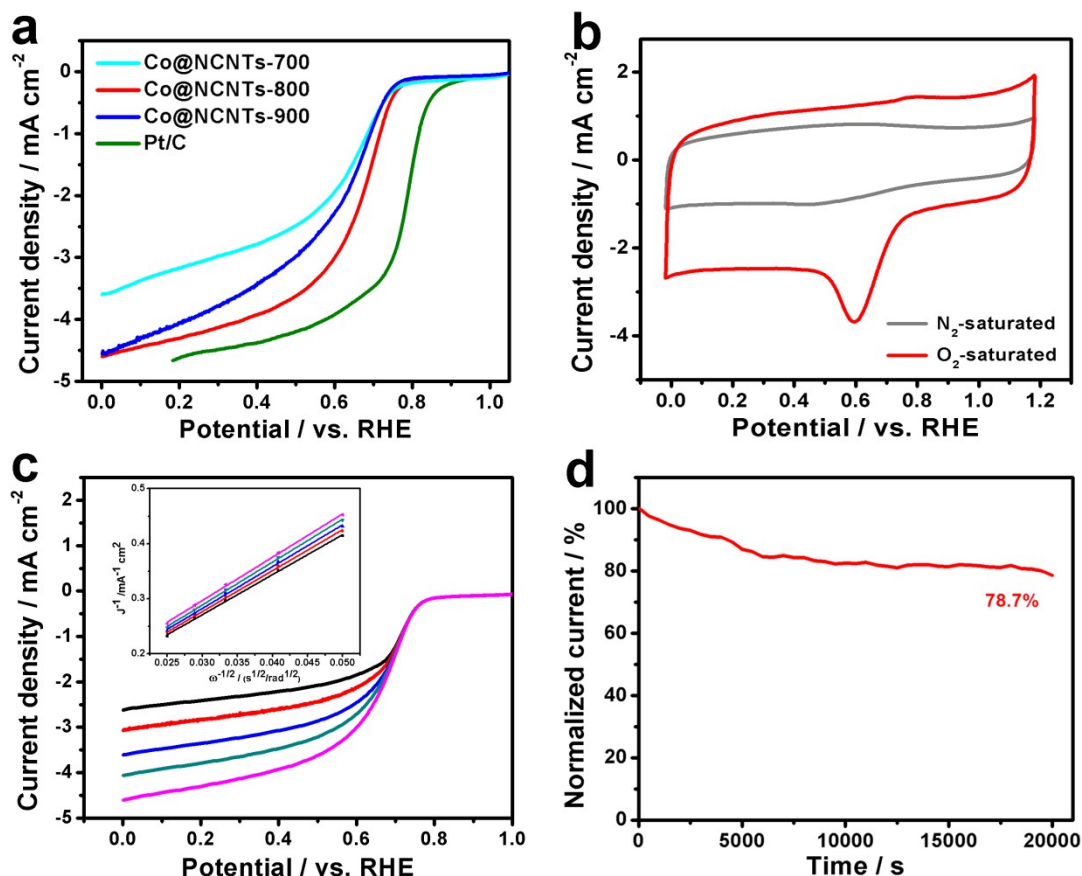 a
Co@NCNTs-700
Co@NCNTs-800
Co@NCNTs-900
Pt/C
0
-1
-2
-3
-4
-5
0.0 0.2 0.4 0.6 0.8 1.0
Current density / mA cm⁻²
Potential / vs. RHE
b
2
0
-2
-4
0.0 0.2 0.4 0.6 0.8 1.0 1.2
N₂-saturated
O₂-saturated
Current density / mA cm⁻²
Potential / vs. RHE
c
2
1
0
-1
-2
-3
-4
-5
0.0 0.2 0.4 0.6 0.8 1.0
Current density / mA cm⁻²
Potential / vs. RHE
0.5
0.4
0.3
0.2
0.025 0.030 0.035 0.040 0.045 0.050
J⁻¹ /mA⁻¹ cm²
ω⁻¹/² / (s¹/²/rad¹/²)
d
100
80
60
40
20
0
0 5000 10000 15000 20000
78.7%
Normalized current / %
Time / s